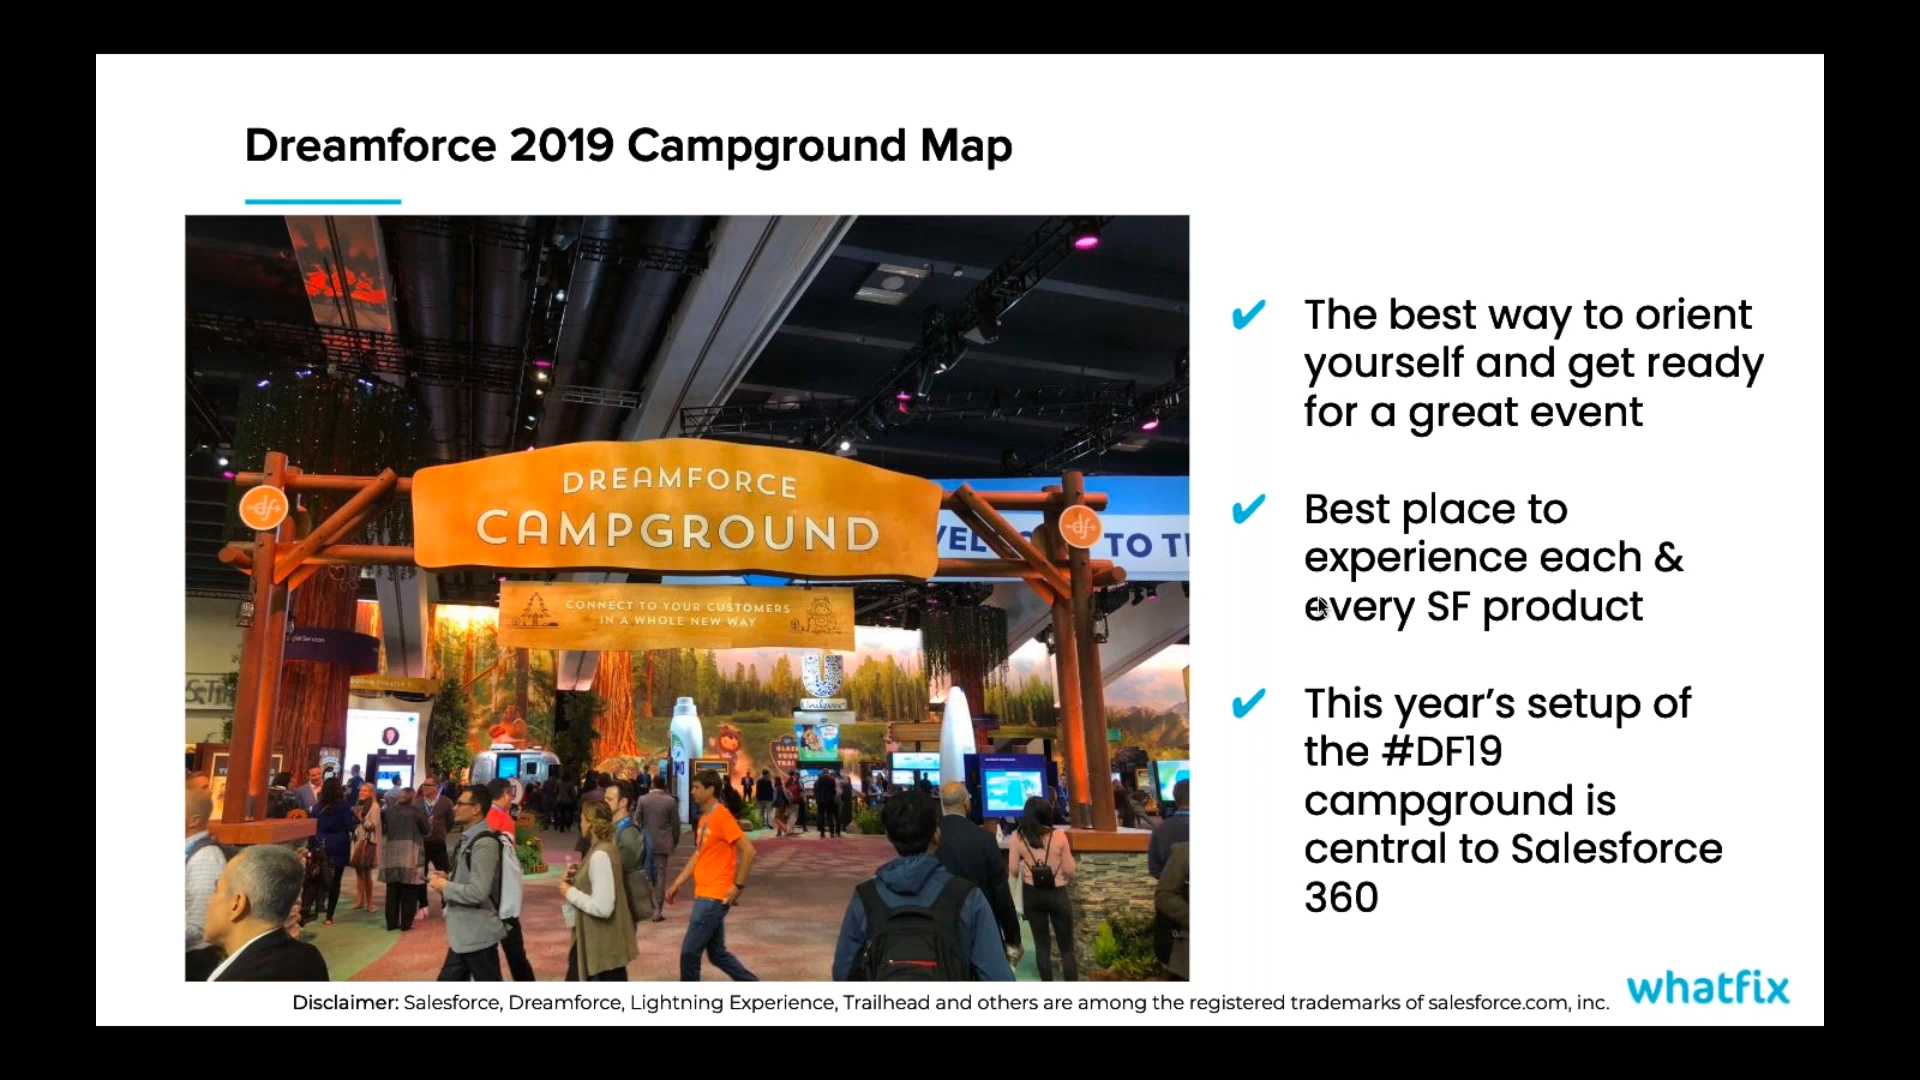 Dreamforce 2019 Campground Map
DREAMFORCE
CAMPGROUND
TO T
CONNECT TO YOUR CUSTOMERS
IN A WHOLE NEW WAY
The best way to orient
yourself and get ready
for a great event
Best place to
experience each &
every SF product
This year's setup of
the #DF19
campground is
central to Salesforce
360
Disclaimer: Salesforce, Dreamforce, Lightning Experience, Trailhead and others are among the registered trademarks of salesforce.com, inc.
whatfix